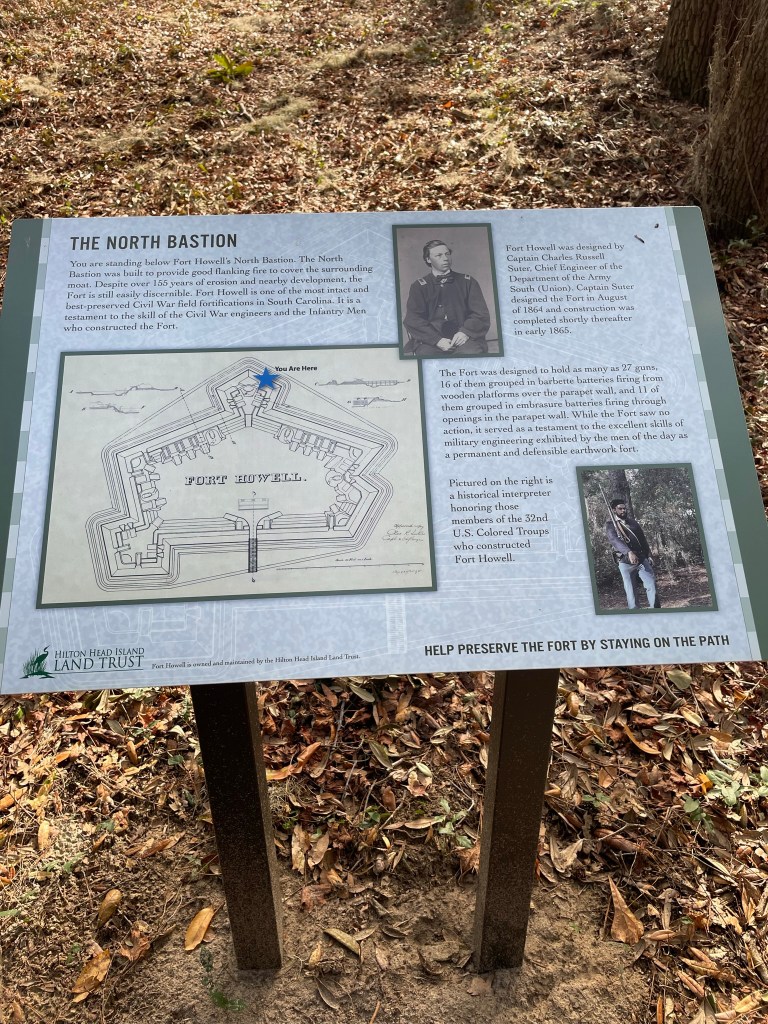 THE NORTH BASTION
You are standing below Fort Howell's North Bastion. The North
Bastion was built to provide good flanking fire to cover the surrounding
moat. Despite over 155 years of erosion and nearby development, the
Fort is still easily discernible. Fort Howell is one of the most intact and
best-preserved Civil War field fortifications in South Carolina. It is a
testament to the skill of the Civil War engineers and the Infantry Men
who constructed the Fort.
Fort Howell was designed by
Captain Charles Russell
Suter, Chief Engineer of the
Department of the Army
South (Union). Captain Suter
designed the Fort in August
of 1864 and construction was
completed shortly thereafter
in early 1865.
You Are Here
FORT HOWELL.
The Fort was designed to hold as many as 27 guns,
16 of them grouped in barbette batteries firing from
wooden platforms over the parapet wall, and 11 of
them grouped in embrasure batteries firing through
openings in the parapet wall. While the Fort saw no
action, it served as a testament to the excellent skills of
military engineering exhibited by the men of the day as
a permanent and defensible earthwork fort.
Pictured on the right is
a historical interpreter
honoring those
members of the 32nd
U.S. Colored Troops
who constructed
Fort Howell.
HILTON HEAD ISLAND
LAND TRUST
Fort Howell is owned and maintained by the Hilton Head Island Land Trust.
HELP PRESERVE THE FORT BY STAYING ON THE PATH